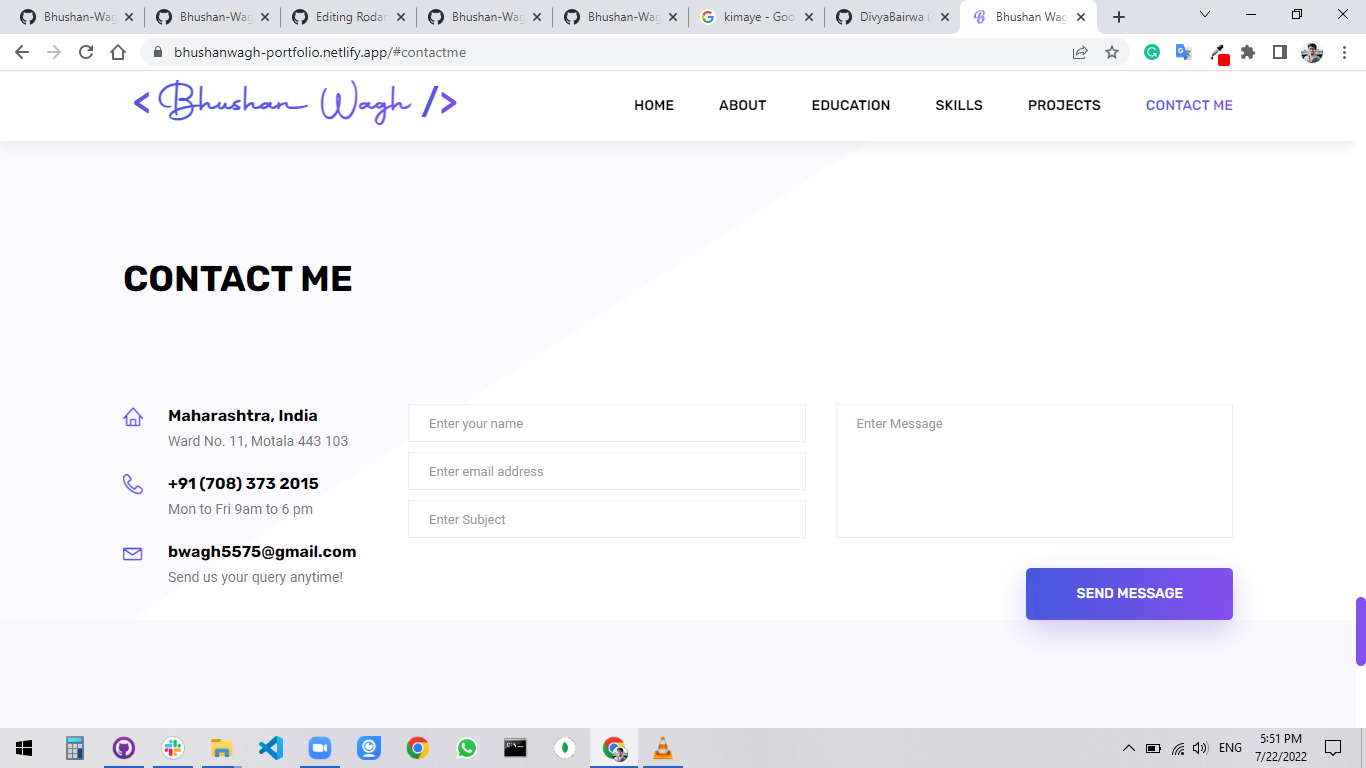 Bhushan-Wag
Bhushan-Wag
Editing Rodan
Bhushan-Wag
Bhushan-Wag
kimaye - Goo
DivyaBairwa (
Bhushan Wag
bhushanwagh-portfolio.netlify.app/#contactme
< Bhushan Wagh />
HOME
ABOUT
EDUCATION
SKILLS
PROJECTS
CONTACT ME
CONTACT ME
Maharashtra, India
Ward No. 11, Motala 443 103
+91 (708) 373 2015
Mon to Fri 9am to 6 pm
bwagh5575@gmail.com
Send us your query anytime!
Enter your name
Enter email address
Enter Subject
Enter Message
SEND MESSAGE
ENG
5:51 PM
7/22/2022